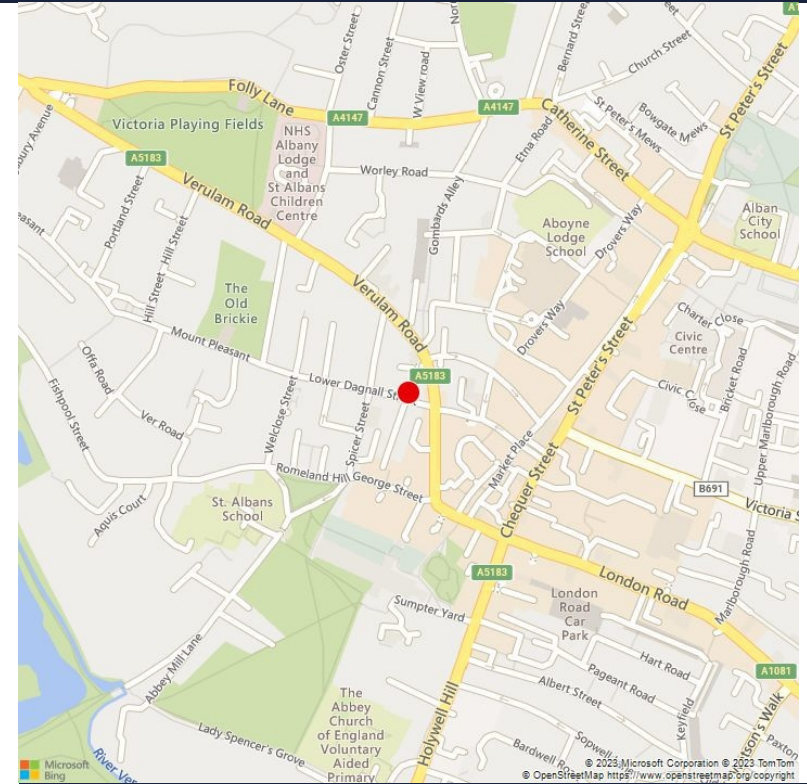 Folly Lane
Oster Street
Cannon Street
W View road
Bernard Street
Church Street
St Peter's Street
A4147
A4147
Victoria Playing Fields
NHS
Albany
Lodge
and
St Albans
Children
Centre
Catherine Street
St Peter's Mews
Bowgate Mews
Etna Road
A5183
Verulam Road
Worley Road
Gombards Alley
Aboyne
Lodge
School
Drovers Way
Alban
City
School
Portland Street
Hill Street
Hill Street
The
Old
Brickie
Verulam Road
Drovers Way
St Peter's Street
Charter Close
Civic
Centre
Bricket Road
Civic Close
Upper Marlborough Road
Mount Pleasant
Offa Road
Ver Road
Fishpool Street
Welclose Street
Lower Dagnall St
A5183
Spicer Street
Romeland Hill
George Street
Market Place
Chequer Street
B691
Victoria S
Aquis Court
St. Albans
School
A5183
London Road
London
Road
Car
Park
Marlborough Road
Sumpter Yard
Hart Road
Pageant Road
Albert Street
A1081
Keyfield
Abbey Mill Lane
Lady Spencer's Grove
Holywell Hill
The
Abbey
Church
of England
Voluntary
Aided
Primary
Bardwell Road
Sopwell
Paxton
River Ver
Microsoft
Bing
© 2023 Microsoft Corporation © 2023 TomTom
© OpenStreetMap https://www.openstreetmap.org/copyright